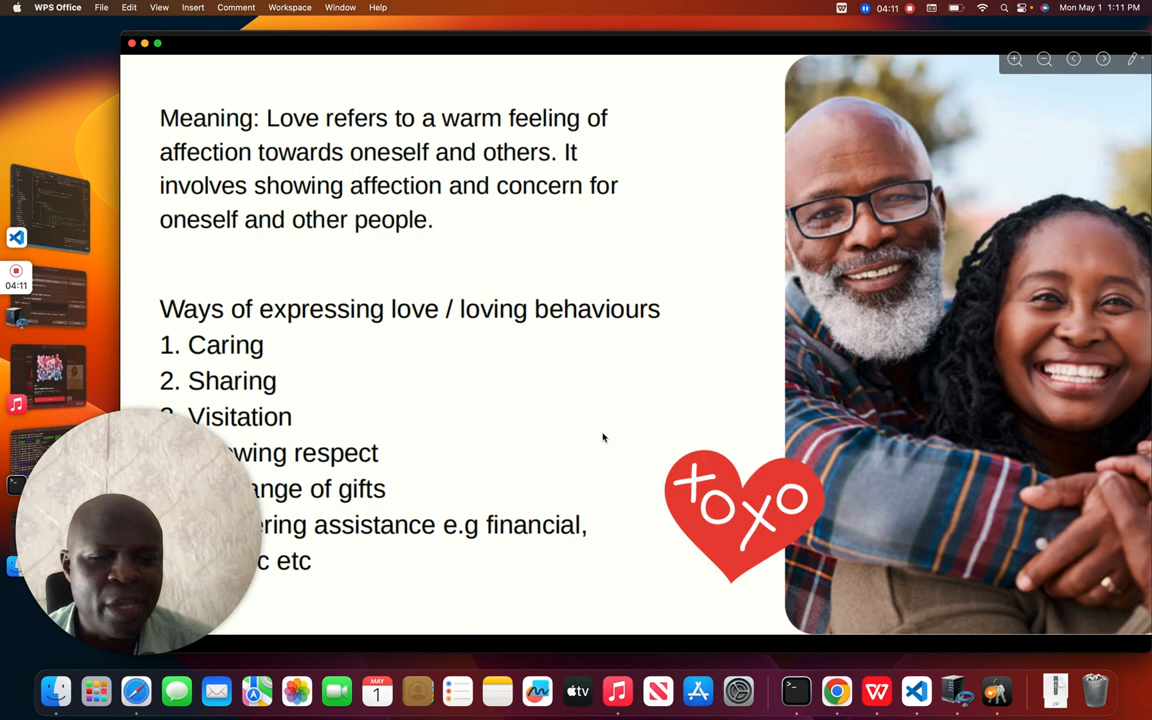 WPS Office File Edit View Insert Comment Workspace Window Help 04:11 Mon May 1 1:11 PM
Meaning: Love refers to a warm feeling of
affection towards oneself and others. It
involves showing affection and concern for
oneself and other people.
Ways of expressing love / loving behaviours
1. Caring
2. Sharing
Visitation
respect
of gifts
assistance e.g financial,
etc
XOXO
04:11
MAY
1
tv
ZIP